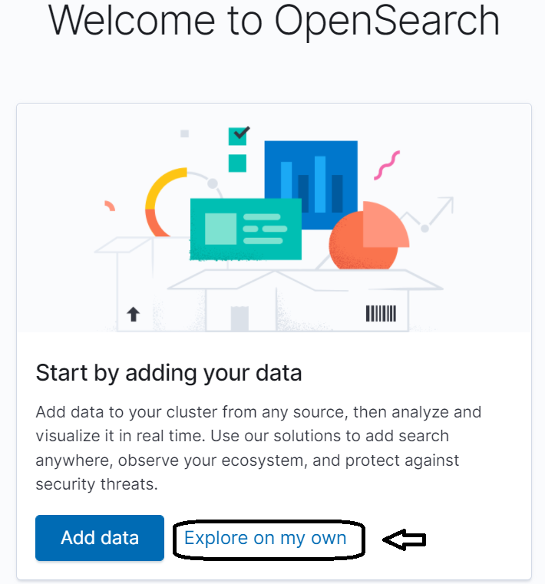 Welcome to OpenSearch
Start by adding your data
Add data to your cluster from any source, then analyze and
visualize it in real time. Use our solutions to add search
anywhere, observe your ecosystem, and protect against
security threats.
Add data
Explore on my own